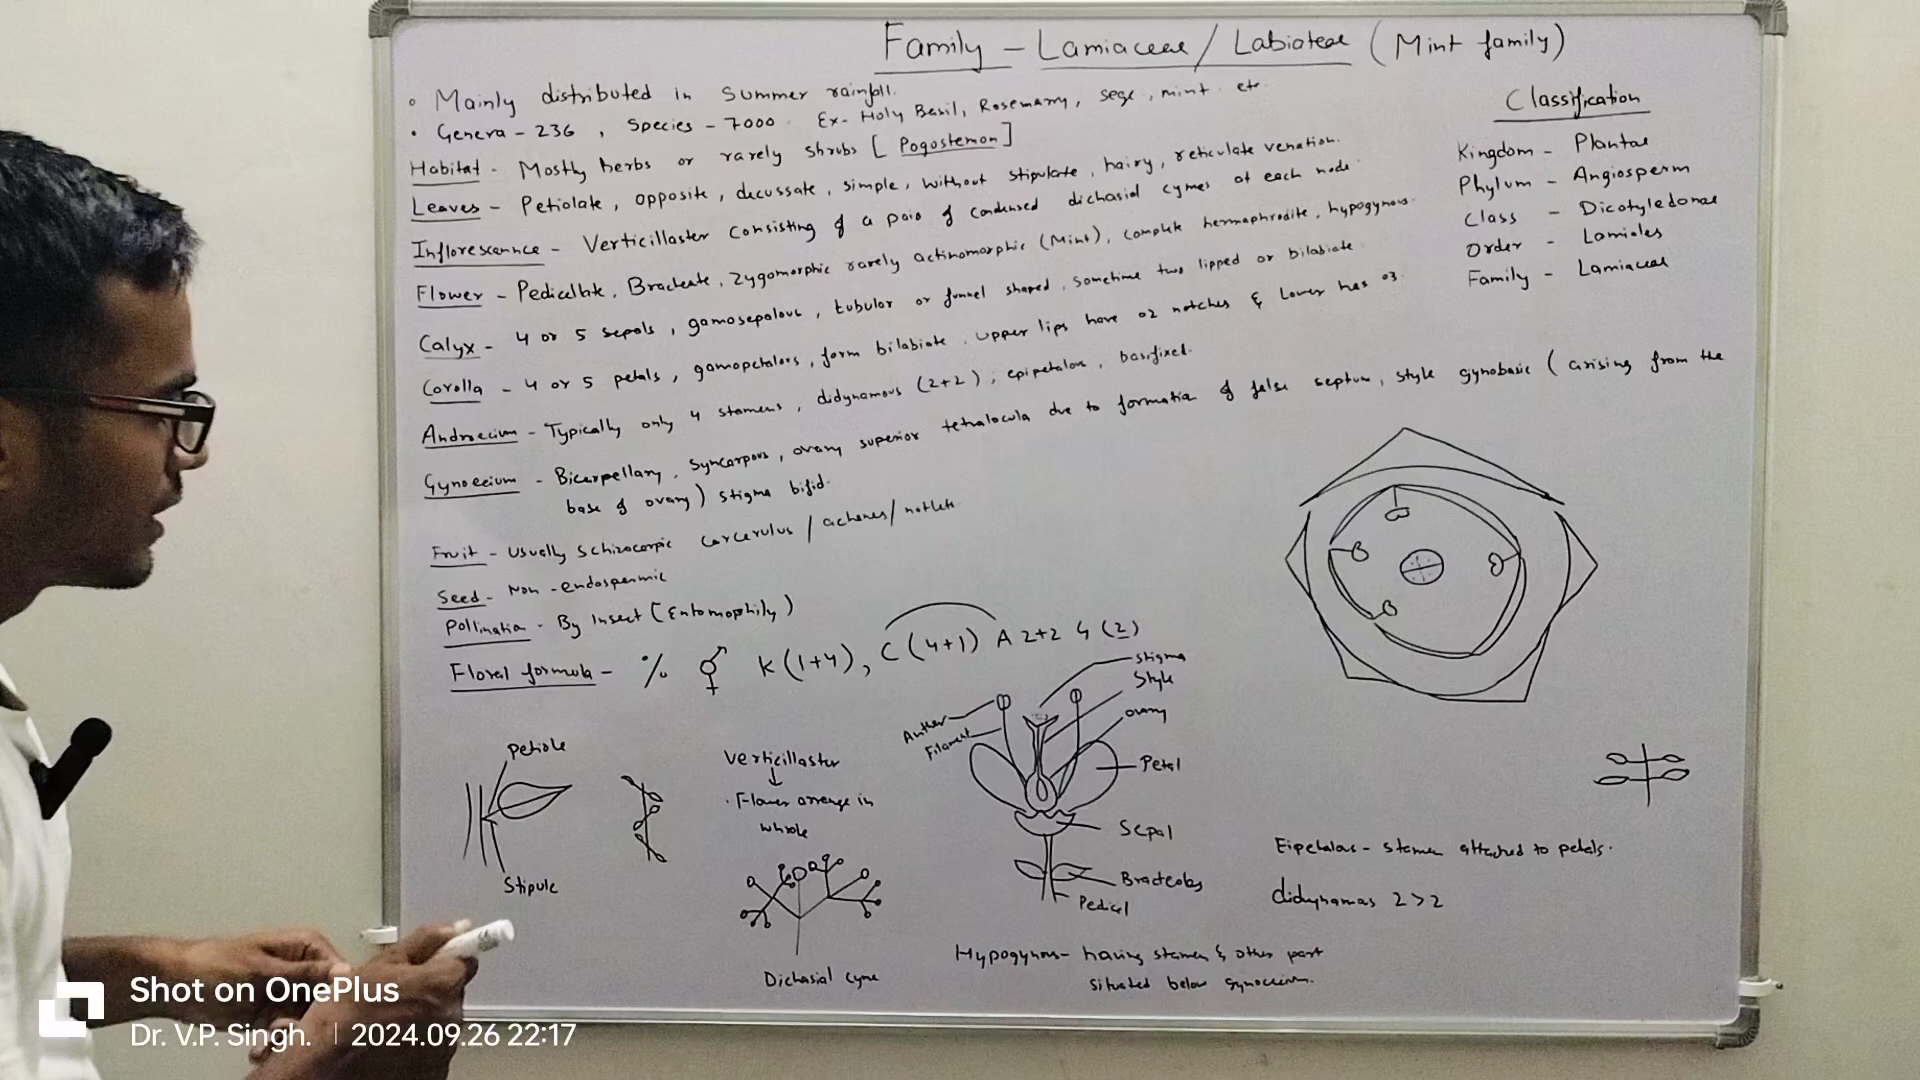 Family - Lamiaceae / Labiateae (Mint family)
• Mainly distributed in Summer rainfall.
• Genera - 236 , Species - 7000 . Ex- Holy Basil, Rosemarry, sege, mint etc.
Habitat - Mostly herbs or rarely shrubs [Pogostemon]
Leaves - Petiolate, opposite, decussate, simple, without stipulate, hairy, reticulate venation.
Inflorescennce - Verticillaster consisting of a pair of condensed dichasial cymes at each node.
Flower - Pedicellate, Bracteate, Zygomorphic rarely actinomorphic (Mint), complete hermaphrodite, hypogynous.
Calyx - 4 or 5 sepals, gamosepalous, tubular or funnel shaped, sometime two lipped or bilabiate.
Corolla - 4 or 5 petals, gamopetalous, form bilabiate. upper lips have 02 notches & Lower has 03.
Androecium - Typically only 4 stamens, didynamous (2+2), epipetalous, basifixed.
Gynoecium - Bicarpellary, Syncarpous, ovary superior tetralocula due to formation of false septum, style gynobasic (arising from the
base of ovary) stigma bifid.
Fruit - Usually schizocarpic carcerulus / achenes / nutlets.
Seed - Non-endospermic
Pollination - By Insect (Entomophily)
Floral formula - % ⚥ K(1+4), C(4+1) A 2+2 G (2)
Classification
Kingdom - Plantae
Phylum - Angiosperm
Class - Dicotyledonae
Order - Lamiales
Family - Lamiaceae
Petiole
Stipule
Verticillaster
↓
Flower arrange in
whole
Dichasial cyme
Anther
Filament
Stigma
Style
ovary
Petal
Sepal
Pedicel
Hypogynous - having stamen & other part
situated below gynoecium.
Eipetalas - stamen attached to petals.
didynamas 2>2
Shot on OnePlus
Dr. V.P. Singh. | 2024.09.26 22:17